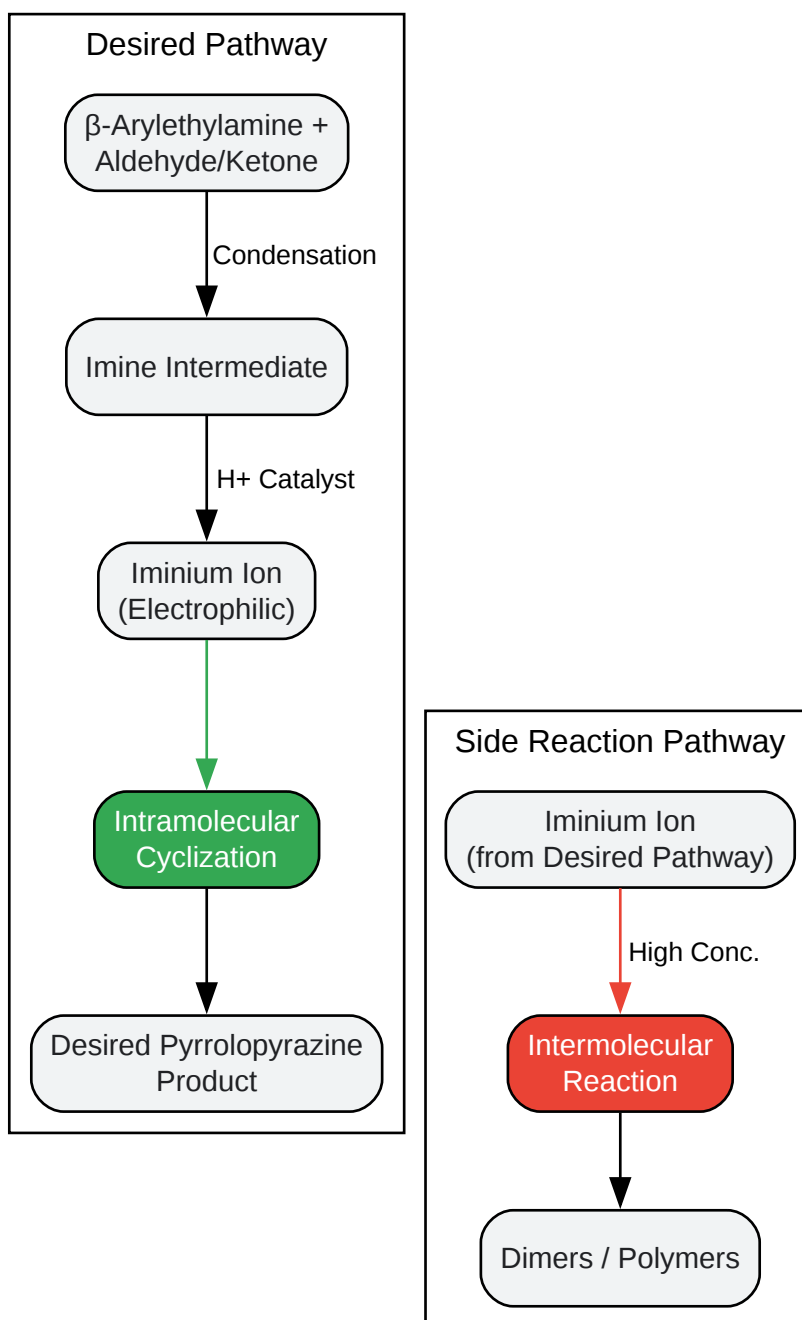 Desired Pathway
β-Arylethylamine +
Aldehyde/Ketone
Condensation
Imine Intermediate
H+ Catalyst
Iminium Ion
(Electrophilic)
Intramolecular
Cyclization
Desired Pyrrolopyrazine
Product
Side Reaction Pathway
Iminium Ion
(from Desired Pathway)
High Conc.
Intermolecular
Reaction
Dimers / Polymers